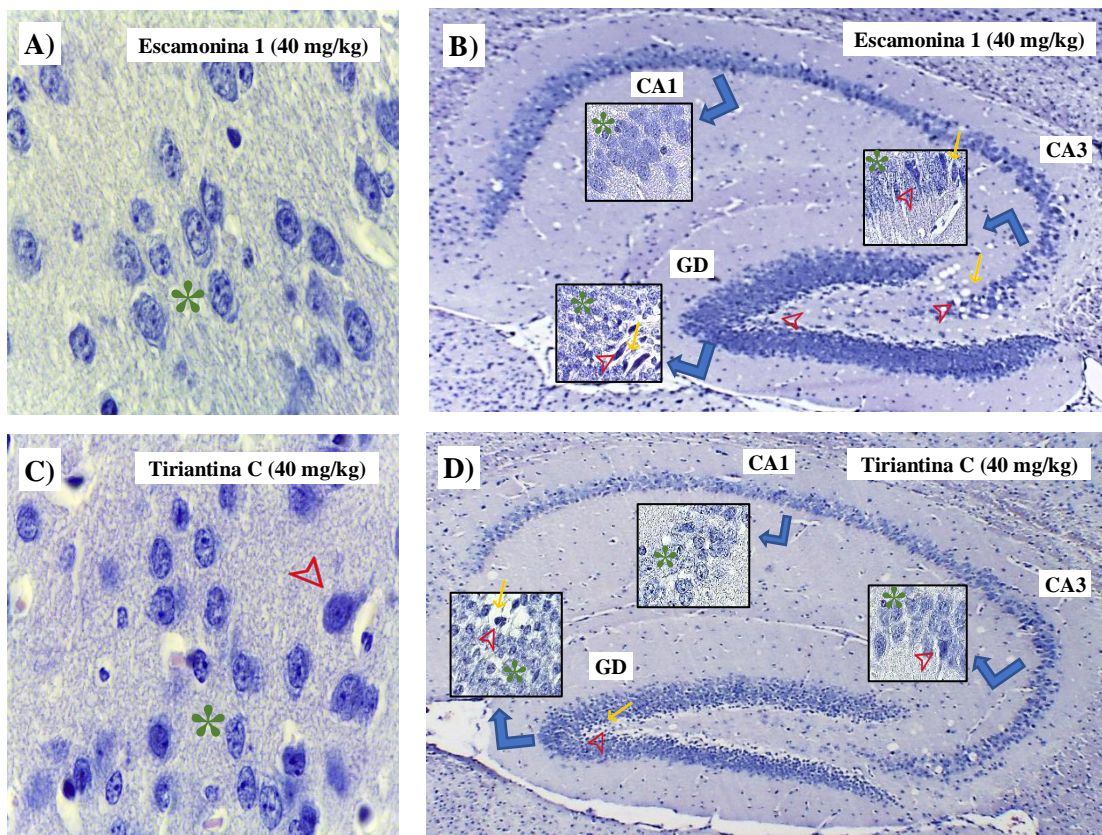 A)
Escamonina 1 (40 mg/kg)
B)
Escamonina 1 (40 mg/kg)
CA1
CA3
GD
C)
Tiriantina C (40 mg/kg)
D)
Tiriantina C (40 mg/kg)
CA1
CA3
GD